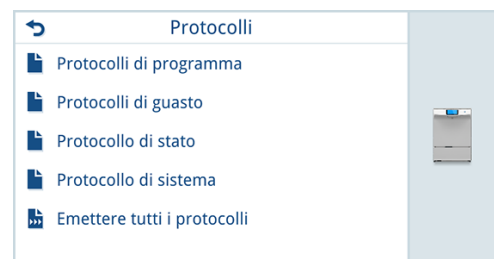 Protocolli
Protocolli di programma
Protocolli di guasto
Protocollo di stato
Protocollo di sistema
Emettere tutti i protocolli